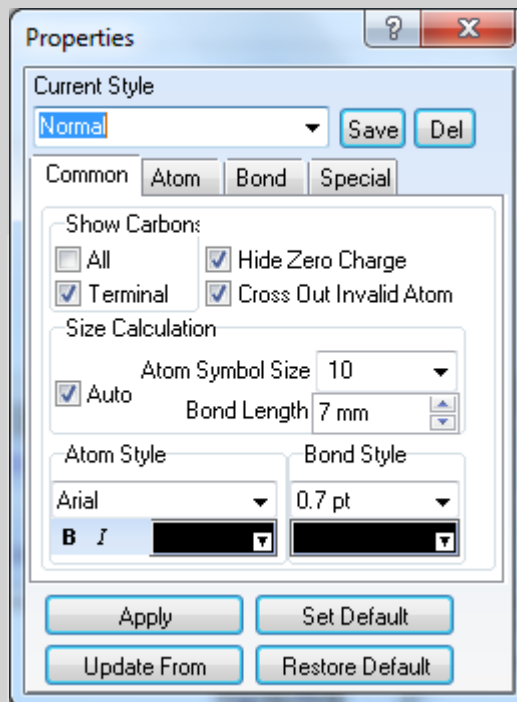 Properties
Current Style
Normal Save Del
Common Atom Bond Special
Show Carbons
All Hide Zero Charge
Terminal Cross Out Invalid Atom
Size Calculation
Atom Symbol Size 10
Auto
Bond Length 7 mm
Atom Style Bond Style
Arial 0.7 pt
B I
Apply Set Default
Update From Restore Default